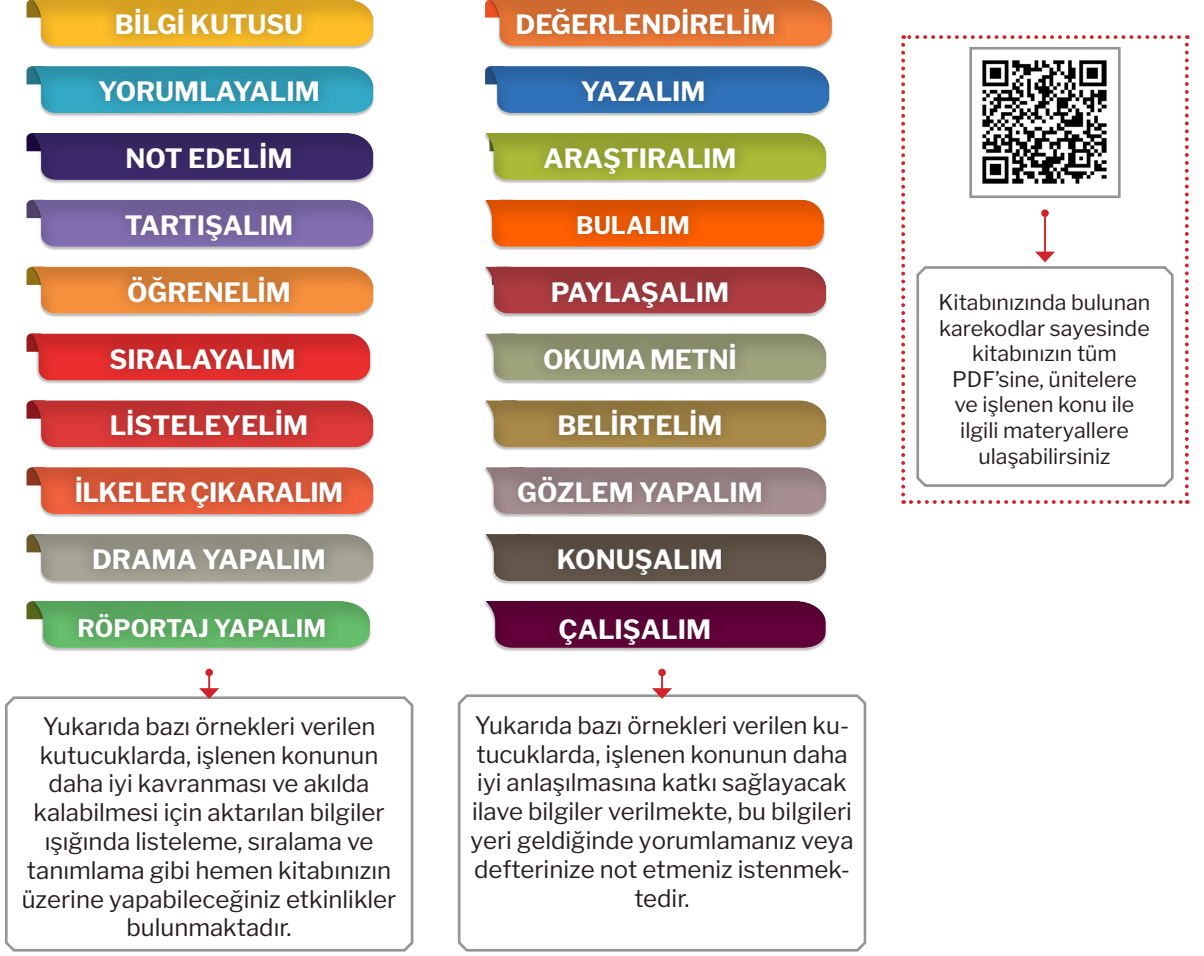 BİLGİ KUTUSU
YORUMLAYALIM
NOT EDELİM
TARTIŞALIM
ÖĞRENELİM
SIRALAYALIM
LİSTELEYELİM
İLKELER ÇIKARALIM
DRAMA YAPALIM
RÖPORTAJ YAPALIM
Yukarıda bazı örnekleri verilen
kutucuklarda, işlenen konunun
daha iyi kavranması ve akılda
kalabilmesi için aktarılan bilgiler
ışığında listeleme, sıralama ve
tanımlama gibi hemen kitabınızın
üzerine yapabileceğiniz etkinlikler
bulunmaktadır.
DEĞERLENDİRELİM
YAZALIM
ARAŞTIRALIM
BULALIM
PAYLAŞALIM
OKUMA METNİ
BELİRTELİM
GÖZLEM YAPALIM
KONUŞALIM
ÇALIŞALIM
Yukarıda bazı örnekleri verilen ku-
tucuklarda, işlenen konunun daha
iyi anlaşılmasına katkı sağlayacak
ilave bilgiler verilmekte, bu bilgileri
yeri geldiğinde yorumlamanız veya
defterinize not etmeniz istenmek-
tedir.
Kitabınızında bulunan
karekodlar sayesinde
kitabınızın tüm
PDF’sine, ünitelere
ve işlenen konu ile
ilgili materyallere
ulaşabilirsiniz